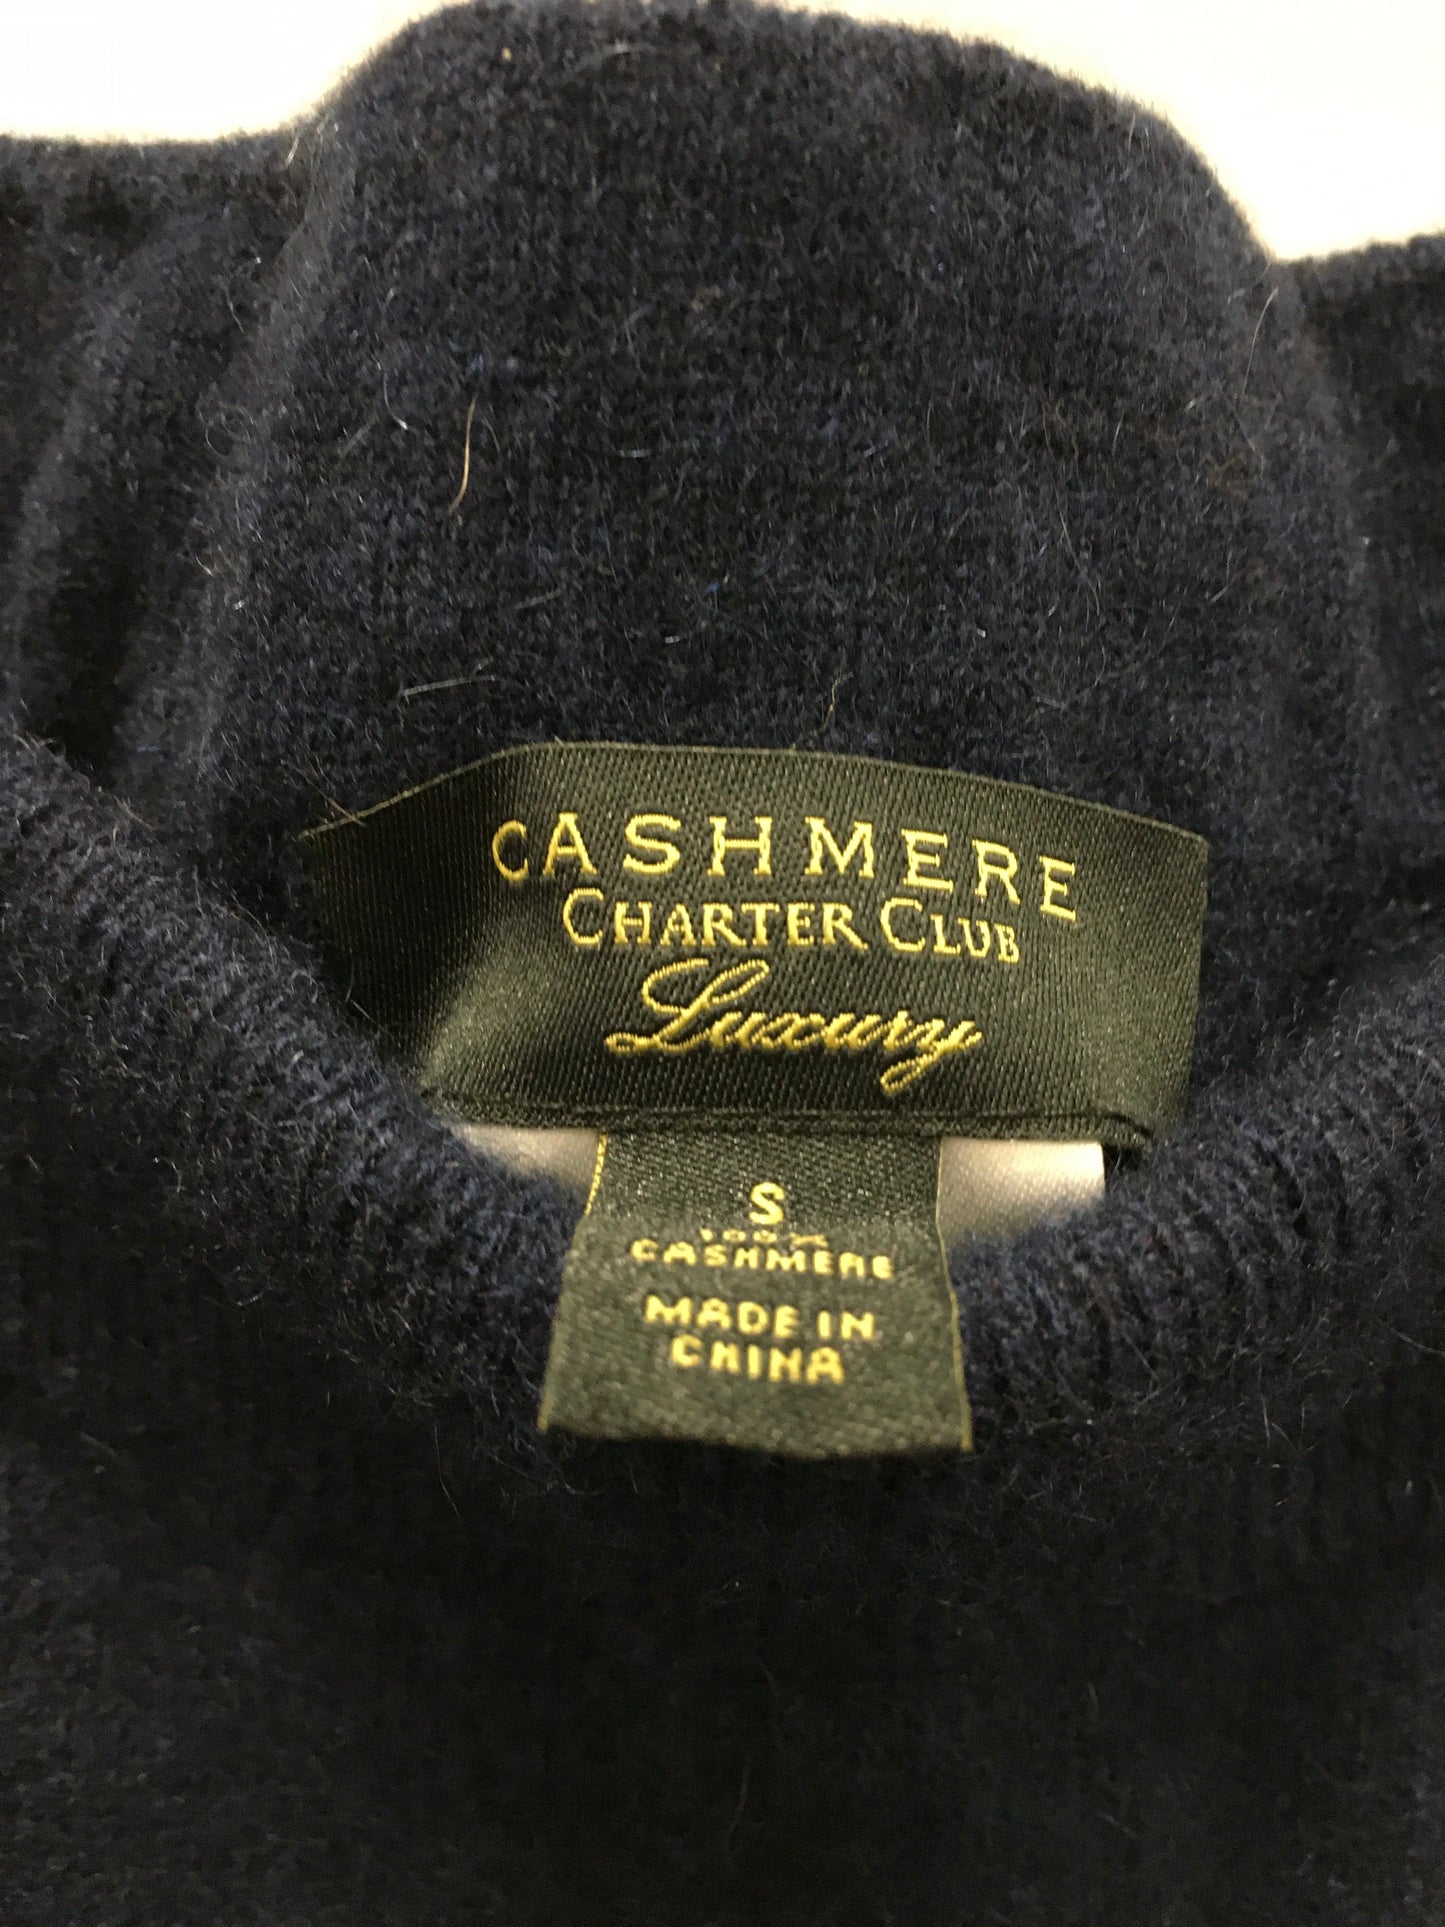 CASHMERE
CHARTER CLUB
Luxury
S
100%
CASHMERE
MADE IN
CHINA